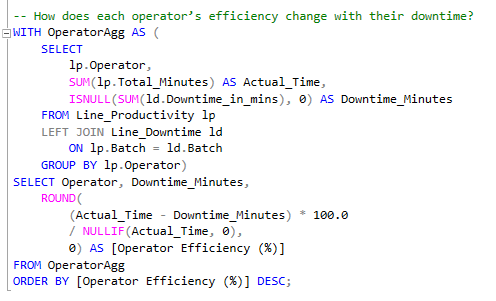 -- How does each operator's efficiency change with their downtime?
WITH OperatorAgg AS (
    SELECT
        lp.Operator,
        SUM(lp.Total_Minutes) AS Actual_Time,
        ISNULL(SUM(ld.Downtime_in_mins), 0) AS Downtime_Minutes
    FROM Line_Productivity lp
    LEFT JOIN Line_Downtime ld
        ON lp.Batch = ld.Batch
    GROUP BY lp.Operator)
SELECT Operator, Downtime_Minutes,
    ROUND(
        (Actual_Time - Downtime_Minutes) * 100.0
        / NULLIF(Actual_Time, 0),
        0) AS [Operator Efficiency (%)]
FROM OperatorAgg
ORDER BY [Operator Efficiency (%)] DESC;